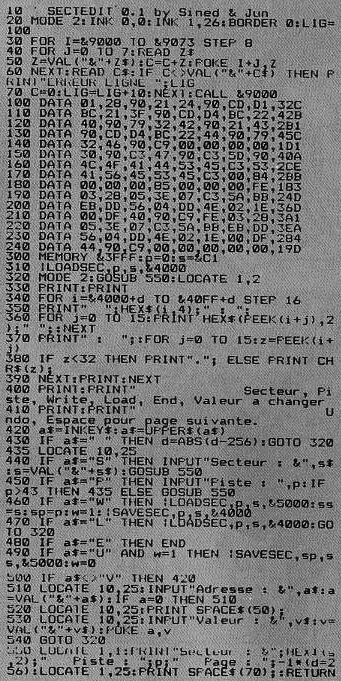 10 ' SECTEDIT 0.1 by Sined & Jun
20 MODE 2:INK 0,0:INK 1,26:BORDER 0:LIG=
100
30 FOR I=&9000 TO &9073 STEP 8
40 FOR J=0 TO 7:READ Z$
50 Z=VAL("&"+Z$):C=C+Z:POKE I+J,Z
60 NEXT:READ C$:IF C<>VAL("&"+C$) THEN P
RINT"ERREUR LIGNE ";LIG
70 C=0:LIG=LIG+10:NEXT:CALL &9000
100 DATA 01,28,90,21,24,90,CD,D1,32C
110 DATA BC,21,3F,90,CD,D4,BC,22,42B
120 DATA 40,90,79,32,42,90,21,43,2B1
130 DATA 90,CD,D4,BC,22,44,90,79,45C
140 DATA 32,46,90,C9,00,00,00,00,1D1
150 DATA 30,90,C3,47,90,C3,5D,90,40A
160 DATA 4C,4F,41,44,53,45,C3,53,2CE
170 DATA 41,56,45,53,45,C3,00,84,2BB
180 DATA 00,00,00,85,00,00,00,FE,183
190 DATA 03,28,05,3E,07,C3,5A,BB,24D
200 DATA EB,DD,56,04,DD,4E,02,1E,36D
210 DATA 00,DF,40,90,C9,FE,03,28,3A1
220 DATA 05,3E,07,C3,5A,BB,EB,DD,3EA
230 DATA 56,04,DD,4E,02,1E,00,DF,284
240 DATA 44,90,C9,00,00,00,00,00,19D
300 MEMORY &3FFF:p=0:s=&C1
310 |LOADSEC,p,s,&4000
320 MODE 2:GOSUB 550:LOCATE 1,2
330 PRINT:PRINT
340 FOR i=&4000+d TO &40FF+d STEP 16
350 PRINT" ";HEX$(i,4);" : ";
360 FOR j=0 TO 15:PRINT HEX$(PEEK(i+j),2
);" ";:NEXT
370 PRINT" : ";:FOR j=0 TO 15:z=PEEK(i+
j)
380 IF z<32 THEN PRINT"."; ELSE PRINT CH
R$(z);
390 NEXT:PRINT:NEXT
400 PRINT:PRINT" Secteur, Pi
ste, Write, Load, End, Valeur a changer
410 PRINT:PRINT" U
ndo, Espace pour page suivante.
420 a$=INKEY$:a$=UPPER$(a$)
430 IF a$=" " THEN d=ABS(d-256):GOTO 320
435 LOCATE 10,25
440 IF a$="S" THEN INPUT"Secteur : &",s$
:s=VAL("&"+s$):GOSUB 550
450 IF a$="P" THEN INPUT"Piste : ",p:IF
p>43 THEN 435 ELSE GOSUB 550
460 IF a$="W" THEN |LOADSEC,p,s,&5000:ss
=s:sp=p:w=1:|SAVESEC,p,s,&4000
470 IF a$="L" THEN |LOADSEC,p,s,&4000:GO
TO 320
480 IF a$="E" THEN END
490 IF a$="U" AND w=1 THEN |SAVESEC,sp,s
s,&5000:w=0
500 IF a$<>"V" THEN 420
510 LOCATE 10,25:INPUT"Adresse : &",a$:a
=VAL("&"+a$):IF a=0 THEN 510
520 LOCATE 10,25:PRINT SPACE$(50);
530 LOCATE 10,25:INPUT"Valeur : &",v$:v=
VAL("&"+v$):POKE a,v
540 GOTO 320
550 LOCATE 1,1:PRINT"Secteur : &";HEX$(s
,2);" Piste : ";p;" Page : ";-1*(d=2
56):LOCATE 1,25:PRINT SPACE$(70);:RETURN